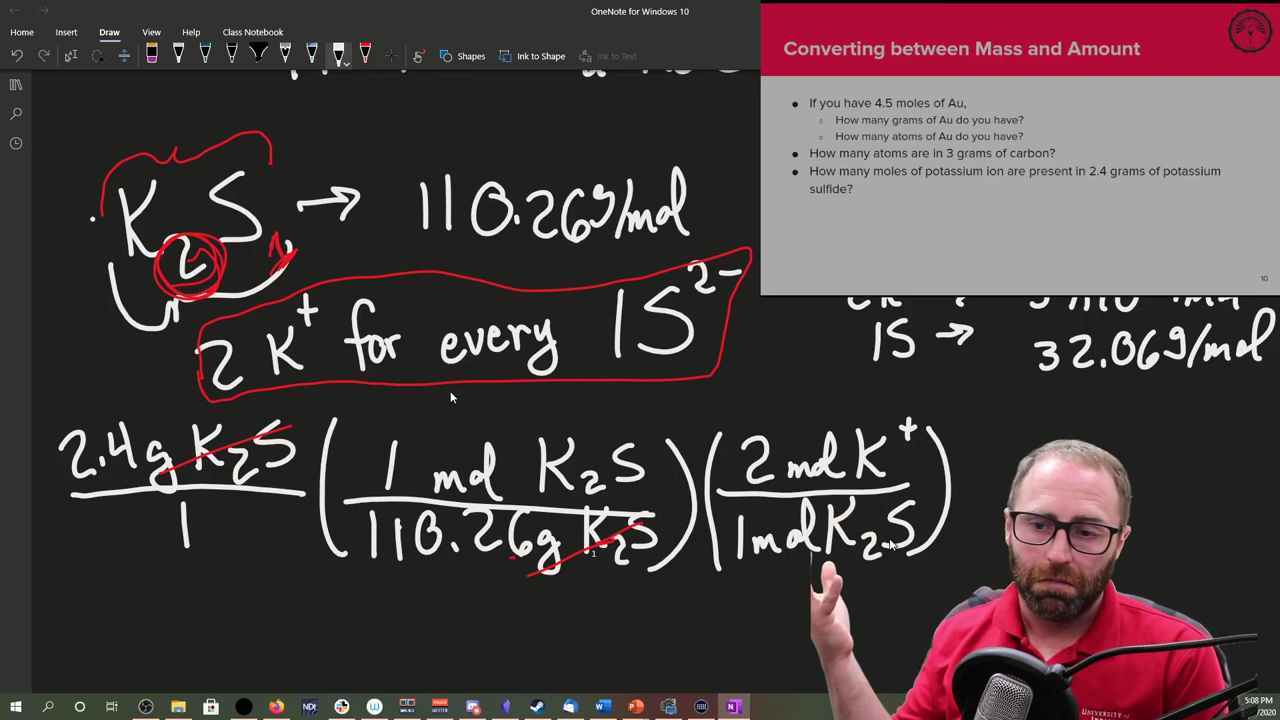 OneNote for Windows 10
Home Insert Draw View Class Notebook
Shapes Ink to Shape Ink to Text
Converting between Mass and Amount
If you have 4.5 moles of Au,
How many grams of Au do you have?
How many atoms of Au do you have?
How many atoms are in 3 grams of carbon?
How many moles of potassium ion are present in 2.4 grams of potassium
sulfide?
10
K₂S → 110.26g/mol
2 K⁺ for every 1S²⁻
1S → 32.06g/mol
2.4g K₂S / 1 (1 mol K₂S / 110.26g K₂S) (2 mol K⁺ / 1 mol K₂S)
5:08 PM
/2020